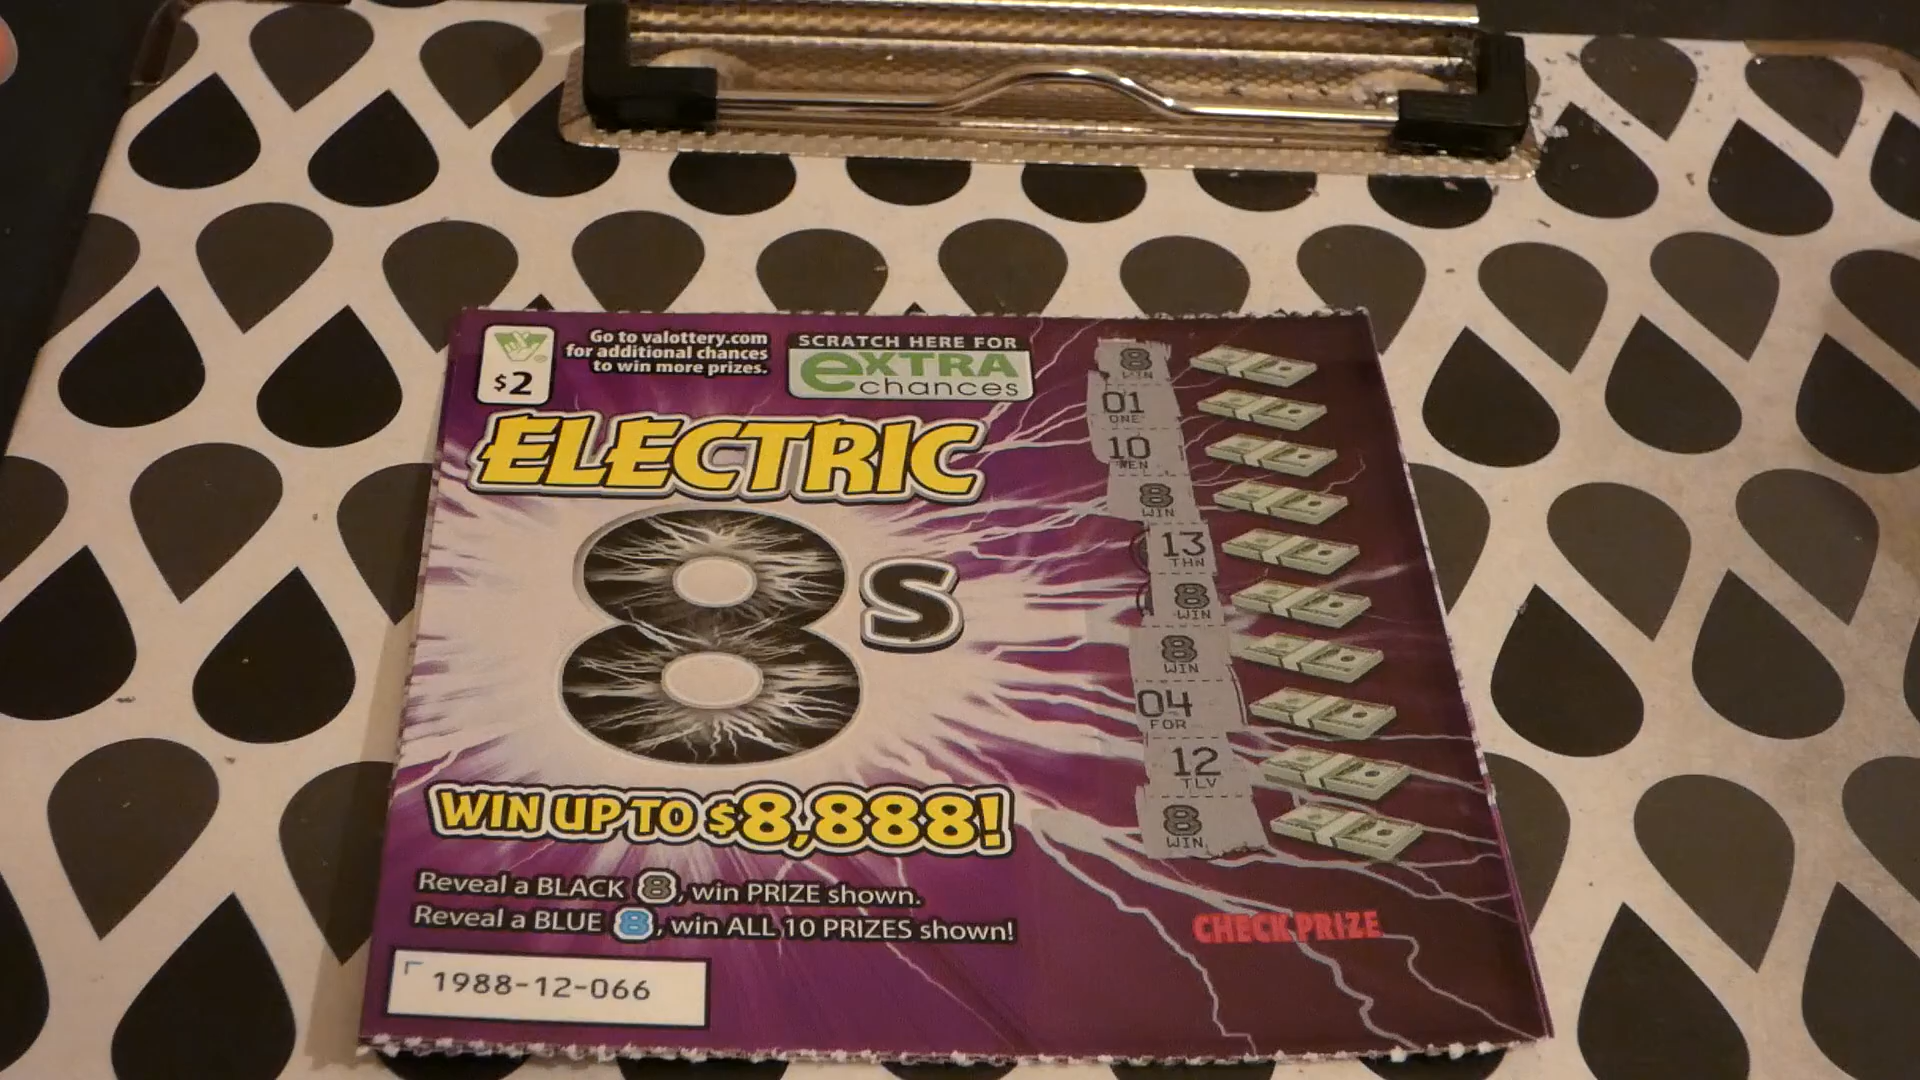 $2
Go to valottery.com
for additional chances
to win more prizes.
SCRATCH HERE FOR
eXTRA
chances
ELECTRIC
8s
WIN UP TO $8,888!
Reveal a BLACK 8, win PRIZE shown.
Reveal a BLUE 8, win ALL 10 PRIZES shown!
1988-12-066
8
WIN
01
ONE
10
TEN
8
WIN
13
THN
8
WIN
8
WIN
04
FOR
12
TLV
8
WIN
CHECK PRIZE